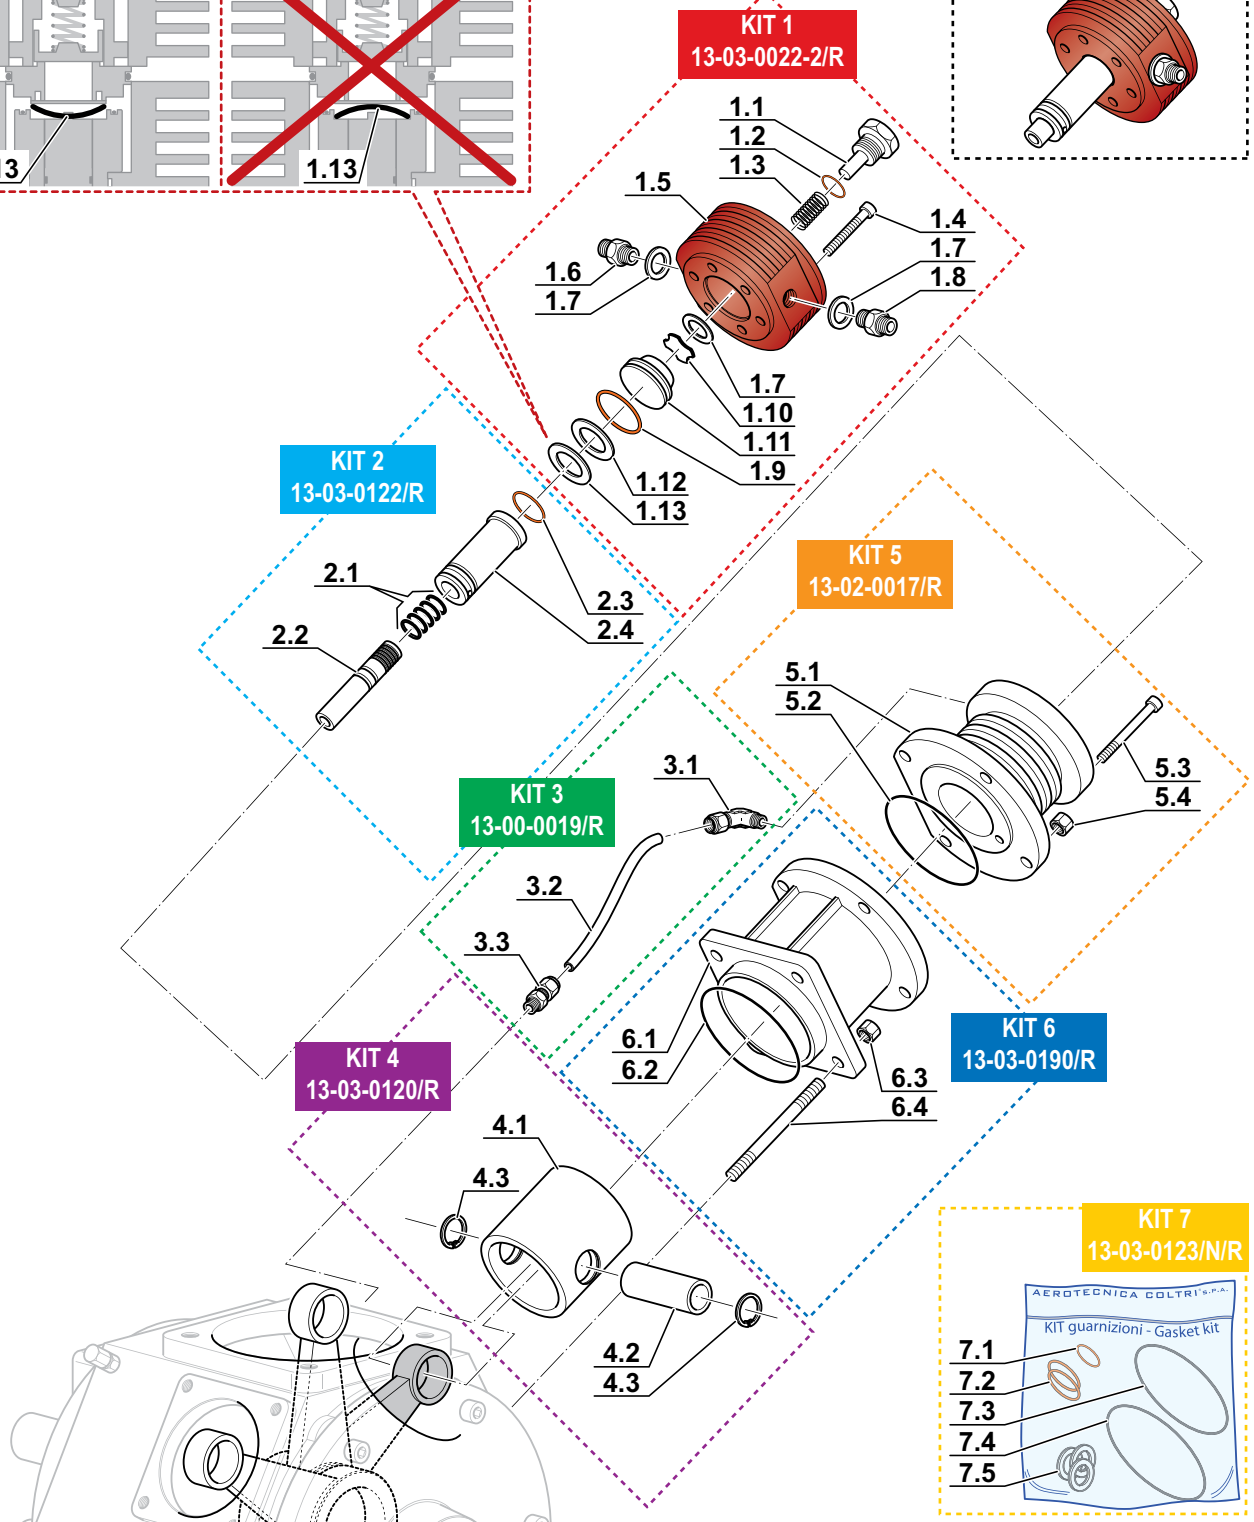 KIT 1
13-03-0022-2/R
1.13
1.1
1.2
1.3
1.5
1.4
1.7
1.8
1.6
1.7
1.7
1.10
1.11
1.9
1.12
1.13
KIT 2
13-03-0122/R
2.1
2.2
2.3
2.4
KIT 5
13-02-0017/R
5.1
5.2
5.3
5.4
KIT 3
13-00-0019/R
3.1
3.2
3.3
KIT 6
13-03-0190/R
6.1
6.2
6.3
6.4
KIT 4
13-03-0120/R
4.1
4.3
4.2
4.3
KIT 7
13-03-0123/N/R
AEROTECNICA COLTRI S.P.A.
KIT guarnizioni - Gasket kit
7.1
7.2
7.3
7.4
7.5